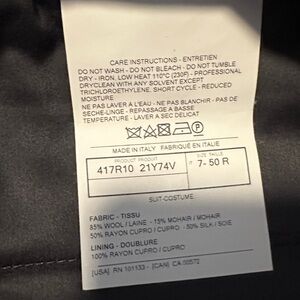 CARE INSTRUCTIONS - ENTRETIEN
DO NOT WASH - DO NOT BLEACH - DO NOT TUMBLE
DRY - IRON, LOW HEAT 110°C (230F) - PROFESSIONAL
DRYCLEAN WITH ANY SOLVENT EXCEPT
TRICHLOROETHYLENE. SHORT CYCLE - REDUCED
MOISTURE
NE PAS LAVER A L'EAU - NE PAS BLANCHIR - PAS DE
SECHE-LINGE - REPASSAGE A BASSE
TEMPERATURE - LAVER A SEC DELICAT
P
MADE IN ITALY FABRIQUÉ EN ITALIE
PRODUCT PRODUIT
417R10 21Y74V
SIZE TAILLE
IT 7- 50 R
SUIT-COSTUME
FABRIC - TISSU
85% WOOL / LAINE - 15% MOHAIR / MOHAIR
50% RAYON CUPRO / CUPRO - 50% SILK / SOIE
LINING - DOUBLURE
100% RAYON CUPRO / CUPRO
[USA] RN 101133 - [CAN] CA 00572